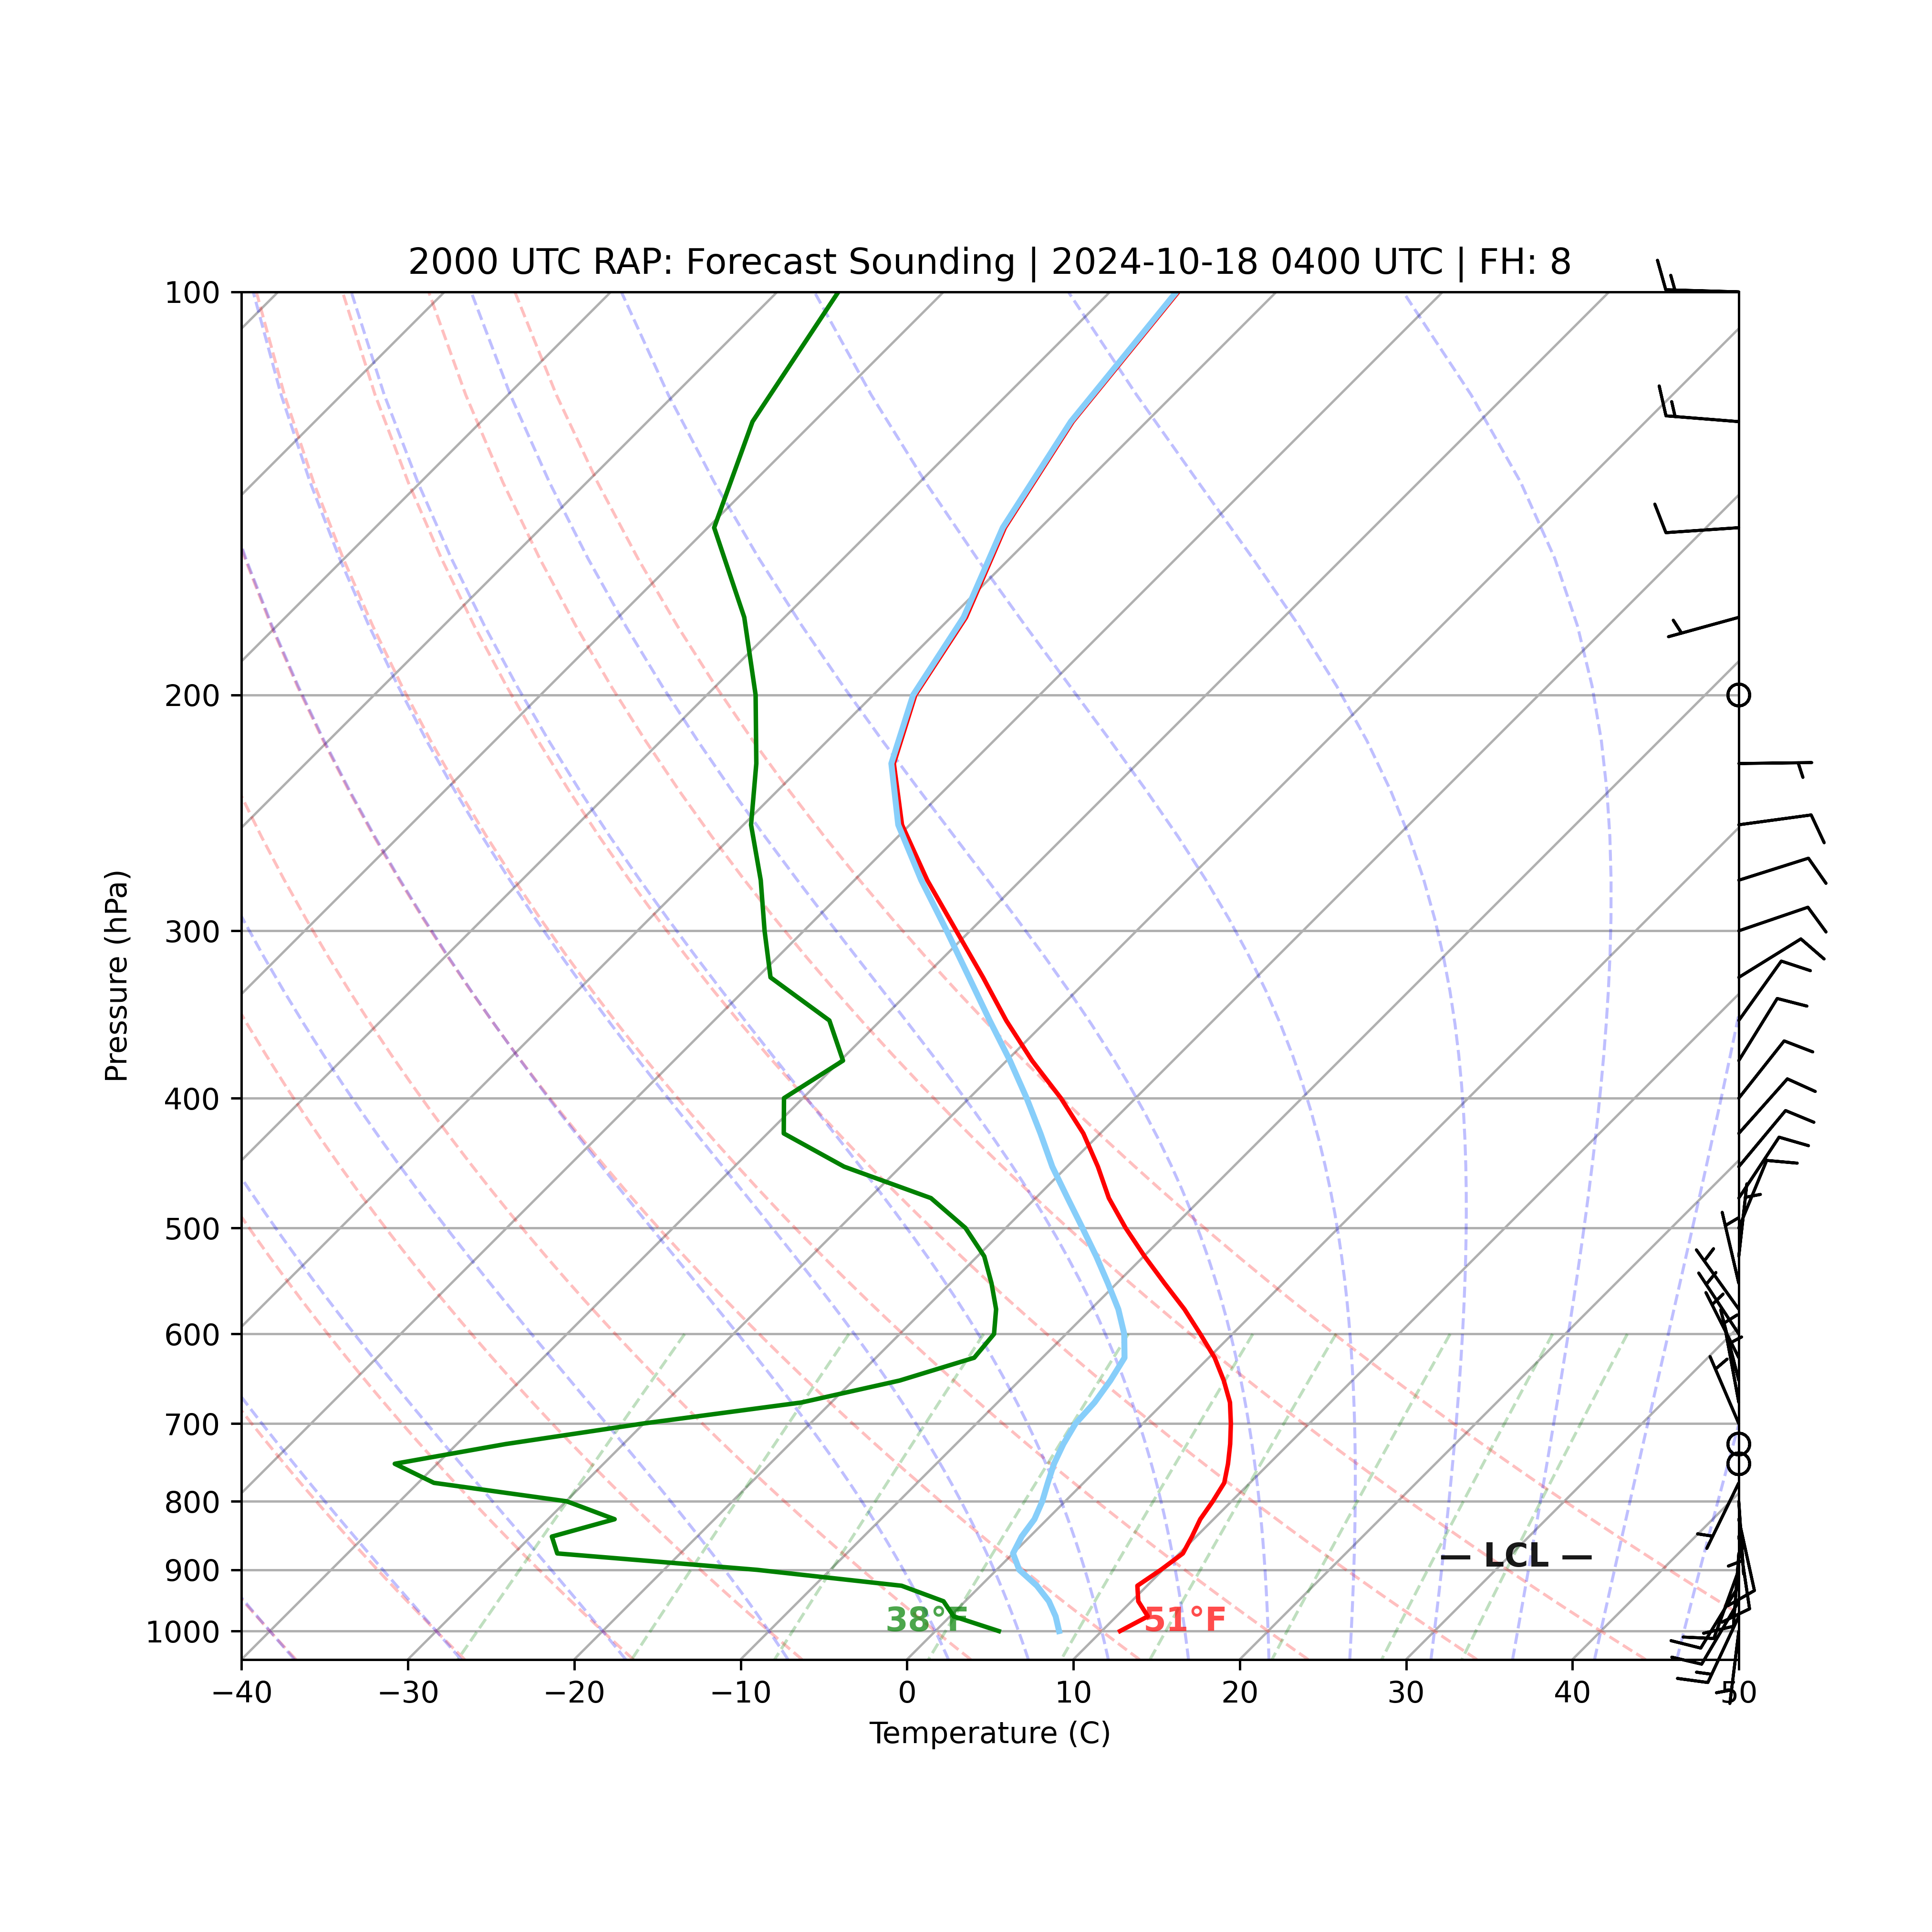 2000 UTC RAP: Forecast Sounding | 2024-10-18 0400 UTC | FH: 8
100
200
300
400
500
600
700
800
900
1000
Pressure (hPa)
— LCL —
38°F
51°F
−40 −30 −20 −10 0 10 20 30 40 50
Temperature (C)